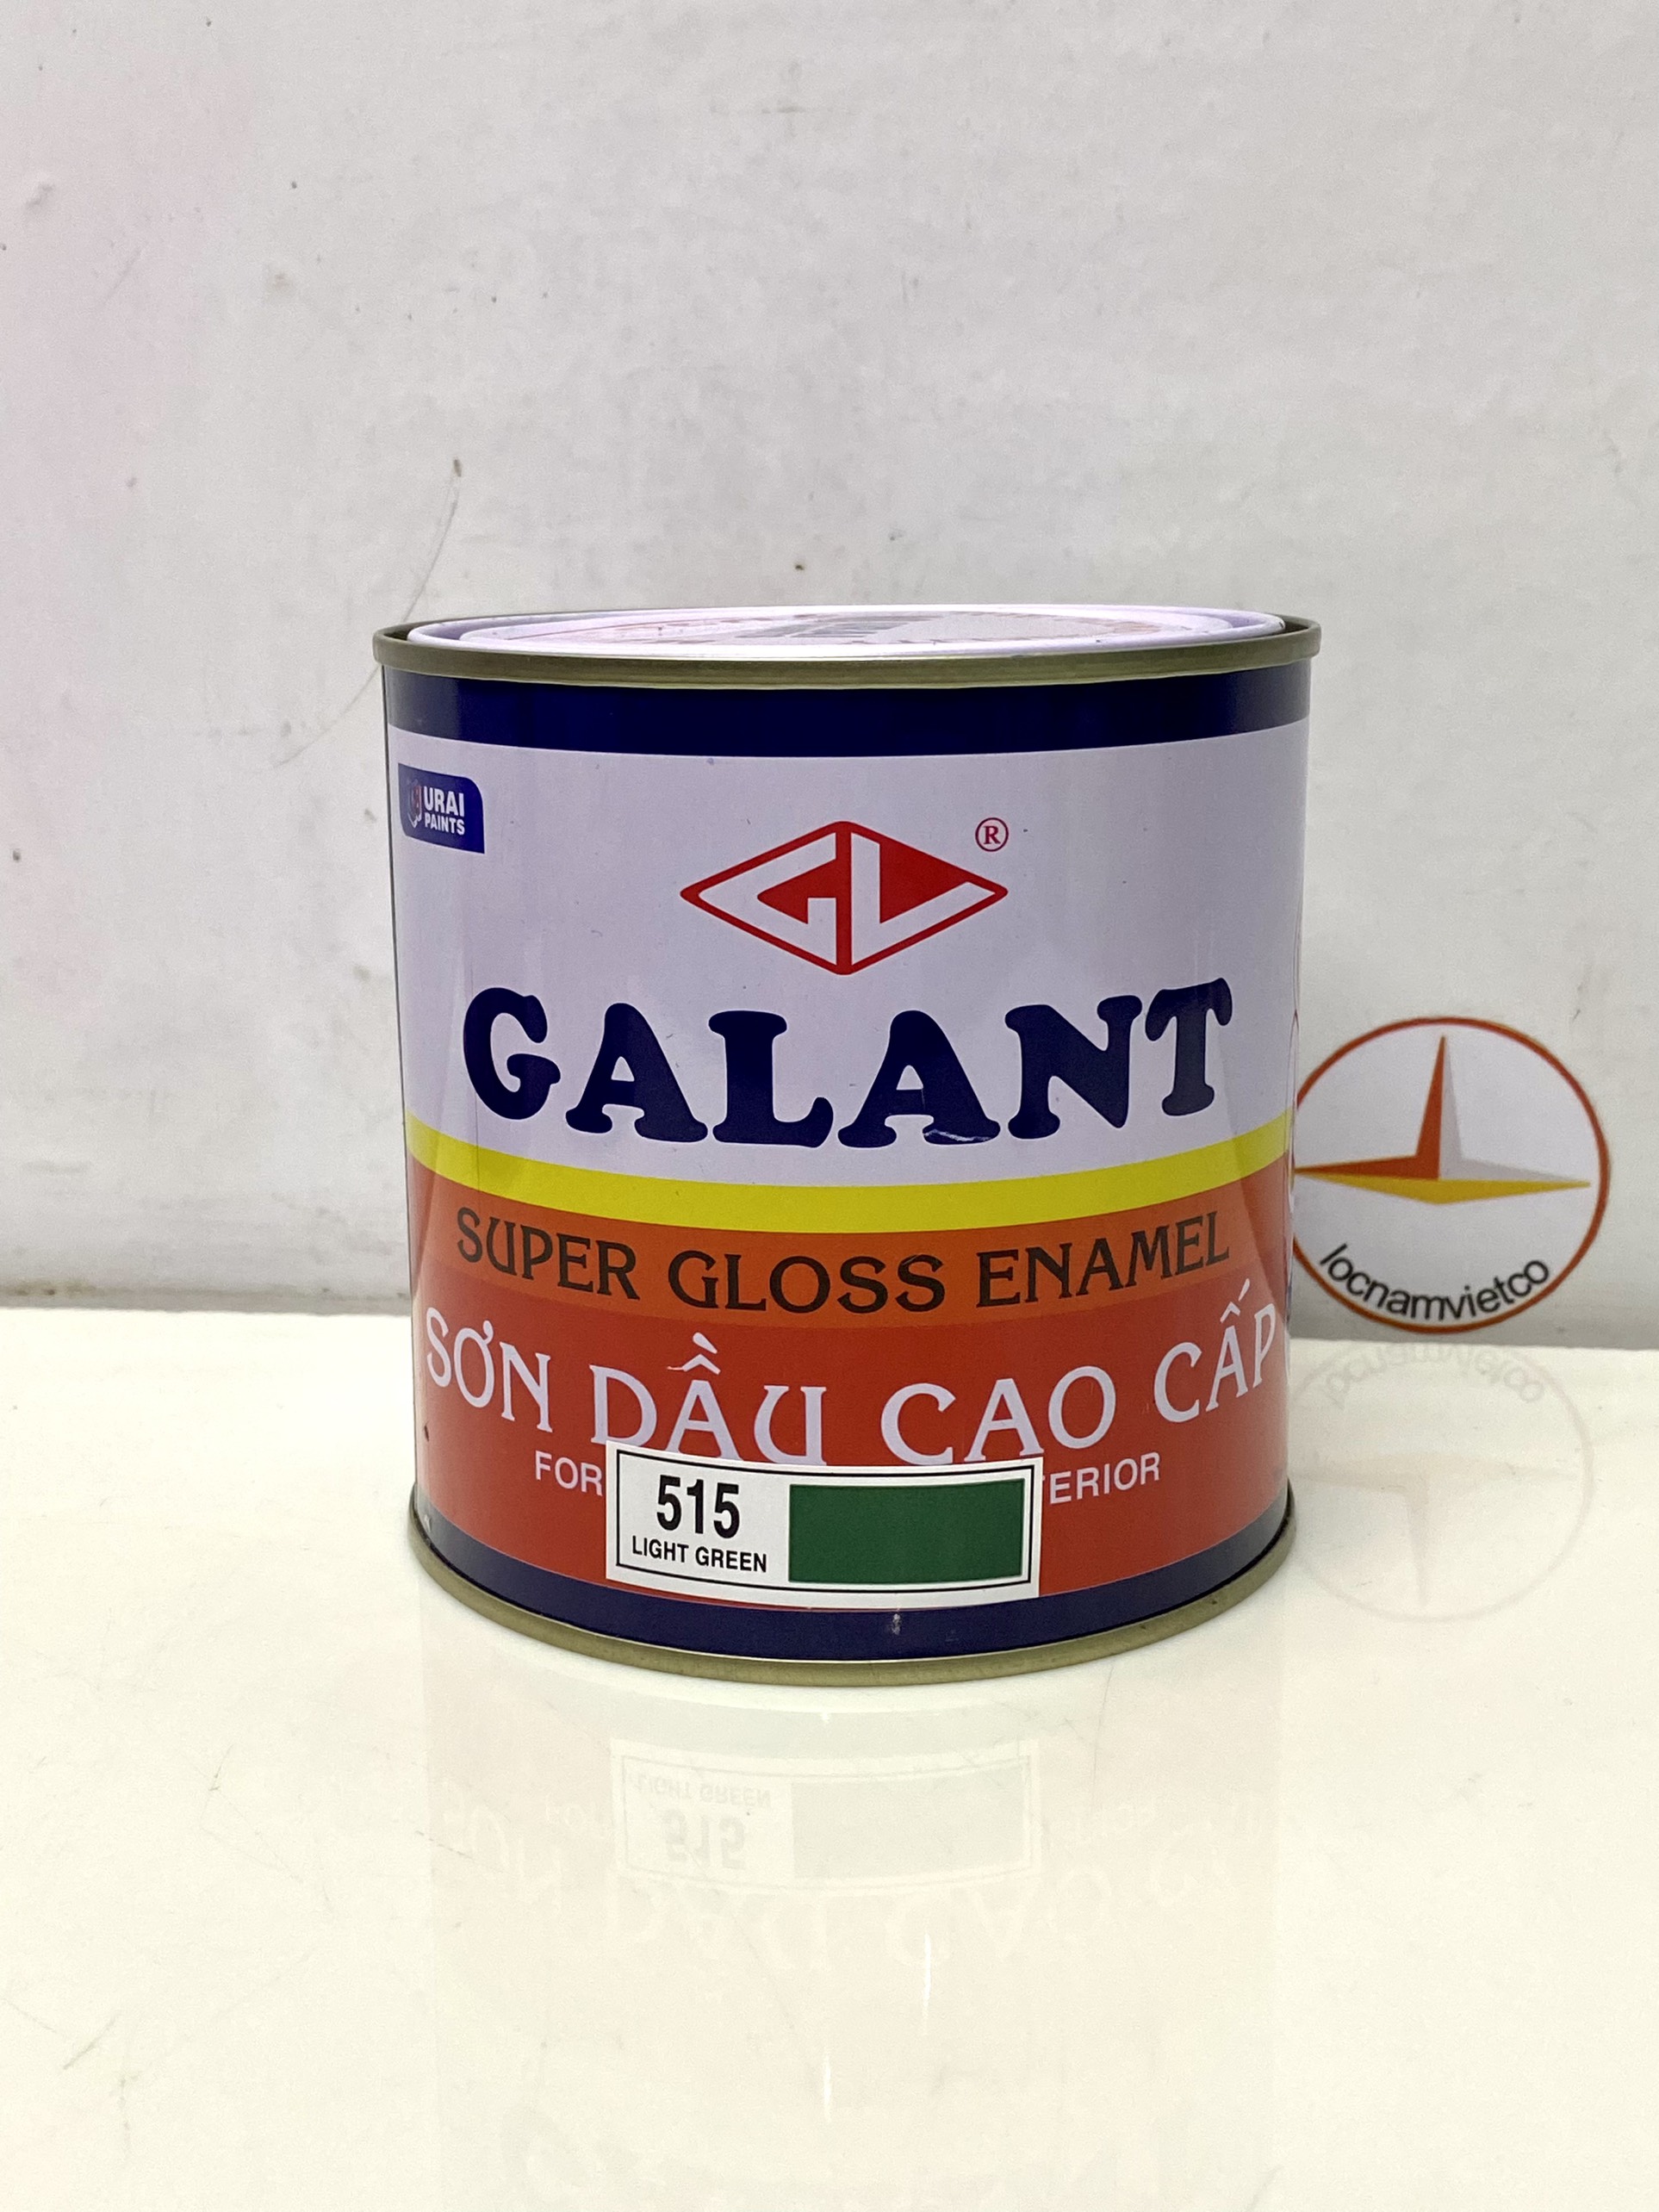 URAI
PAINTS
GL ®
GALANT
SUPER GLOSS ENAMEL
SƠN DẦU CAO CẤP
FOR
TERIOR
515
LIGHT GREEN
locnamvietco